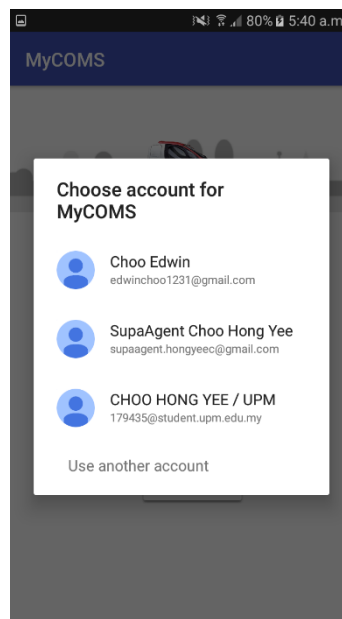 80% 5:40 a.m
MyCOMS
Choose account for
MyCOMS
Choo Edwin
edwinchoo1231@gmail.com
SupaAgent Choo Hong Yee
supaagent.hongyeec@gmail.com
CHOO HONG YEE / UPM
179435@student.upm.edu.my
Use another account